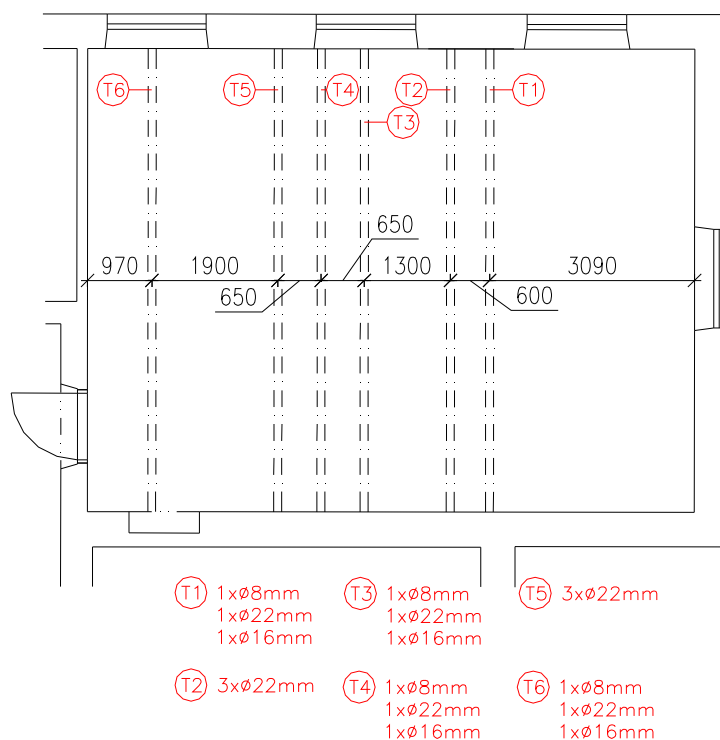 T6 T5 T4 T2 T1
T3
650
970 1900 1300 3090
650 600
T1 1xø8mm
1xø22mm
1xø16mm
T3 1xø8mm
1xø22mm
1xø16mm
T5 3xø22mm
T2 3xø22mm
T4 1xø8mm
1xø22mm
1xø16mm
T6 1xø8mm
1xø22mm
1xø16mm